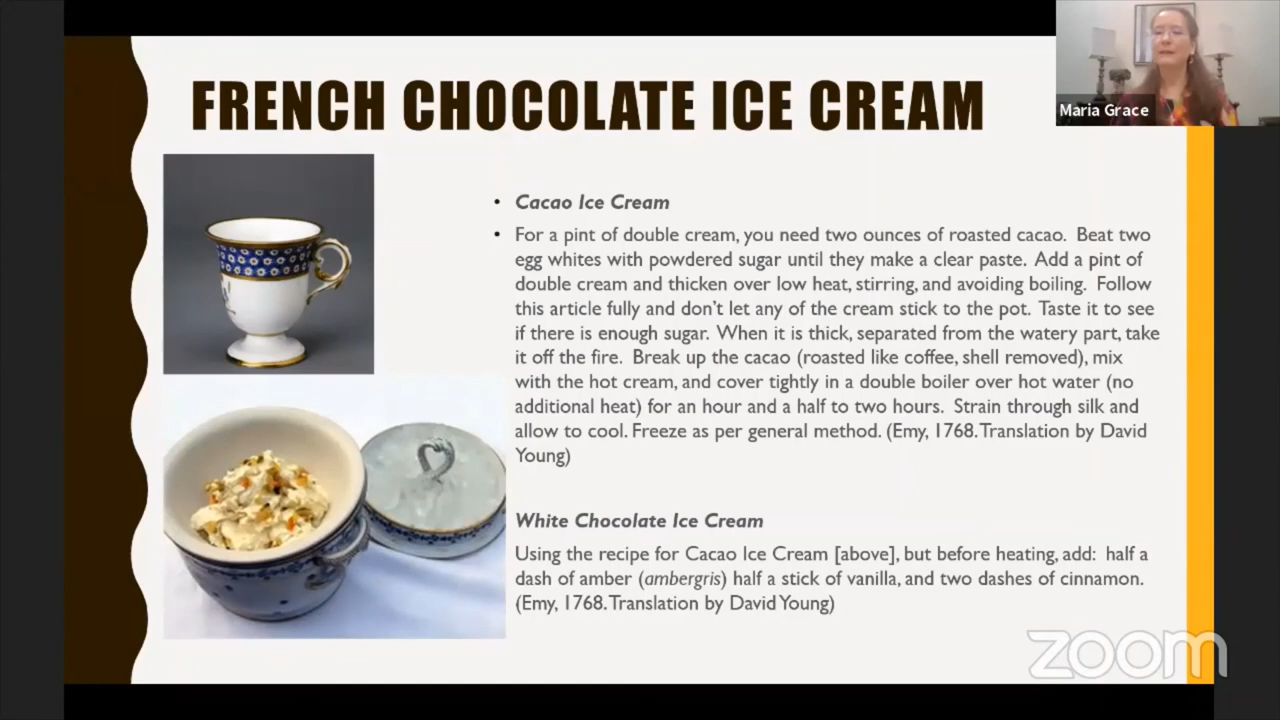 FRENCH CHOCOLATE ICE CREAM
Maria Grace
• Cacao Ice Cream
• For a pint of double cream, you need two ounces of roasted cacao. Beat two
egg whites with powdered sugar until they make a clear paste. Add a pint of
double cream and thicken over low heat, stirring, and avoiding boiling. Follow
this article fully and don't let any of the cream stick to the pot. Taste it to see
if there is enough sugar. When it is thick, separated from the watery part, take
it off the fire. Break up the cacao (roasted like coffee, shell removed), mix
with the hot cream, and cover tightly in a double boiler over hot water (no
additional heat) for an hour and a half to two hours. Strain through silk and
allow to cool. Freeze as per general method. (Emy, 1768. Translation by David
Young)
White Chocolate Ice Cream
Using the recipe for Cacao Ice Cream [above], but before heating, add: half a
dash of amber (ambergris) half a stick of vanilla, and two dashes of cinnamon.
(Emy, 1768. Translation by David Young)
zoom